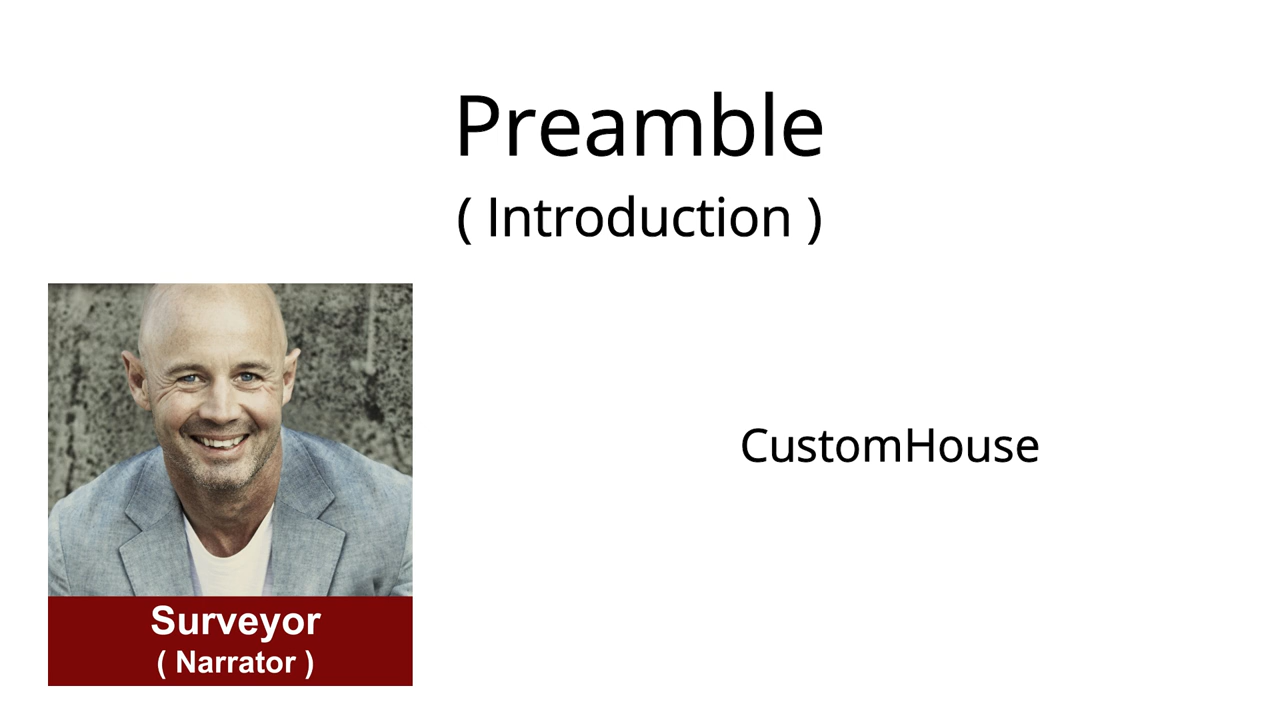 Preamble
( Introduction )
CustomHouse
Surveyor
( Narrator )